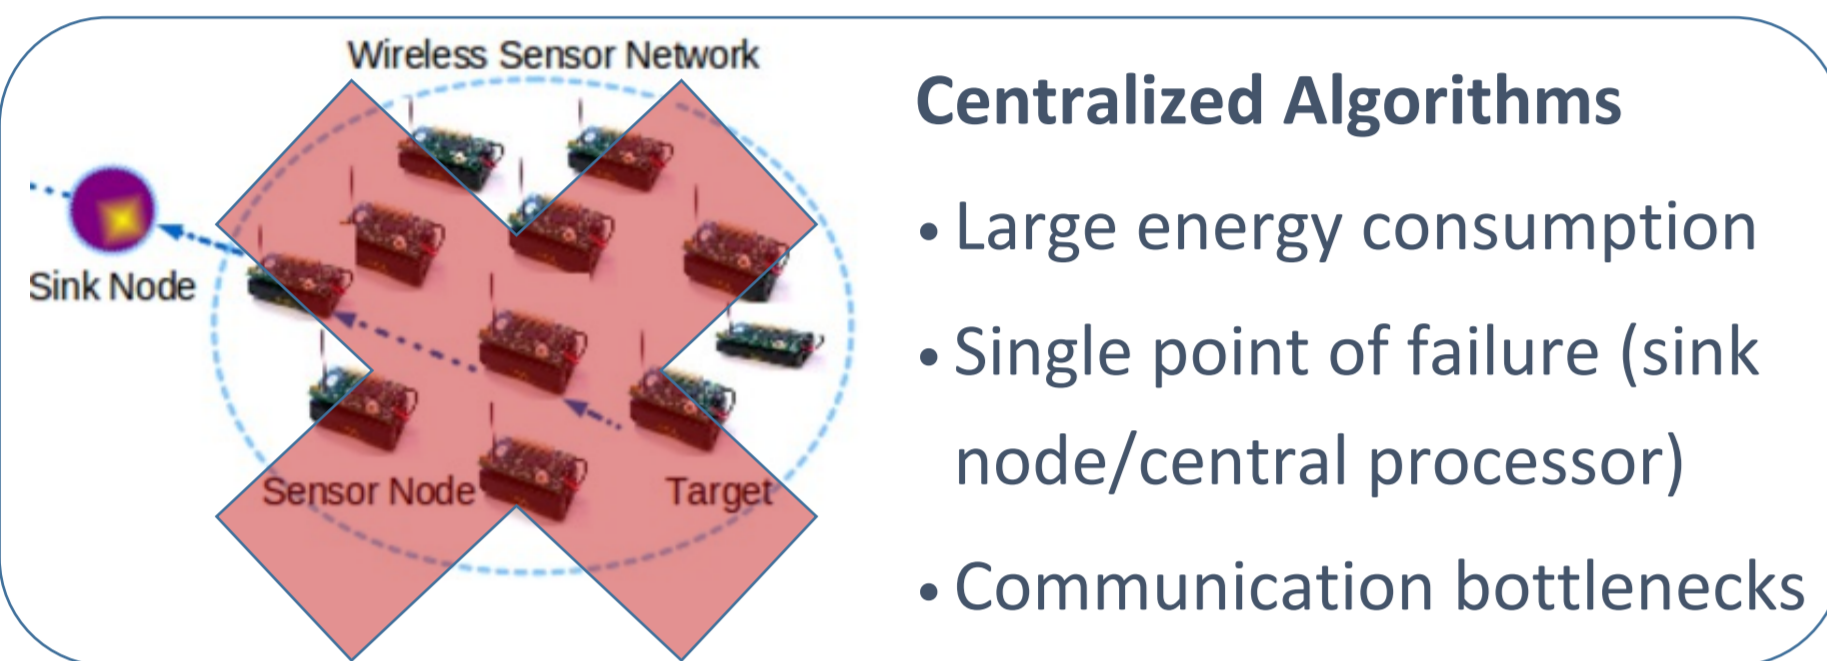 Wireless Sensor Network
Sink Node
Sensor Node
Target
Centralized Algorithms
• Large energy consumption
• Single point of failure (sink
node/central processor)
• Communication bottlenecks